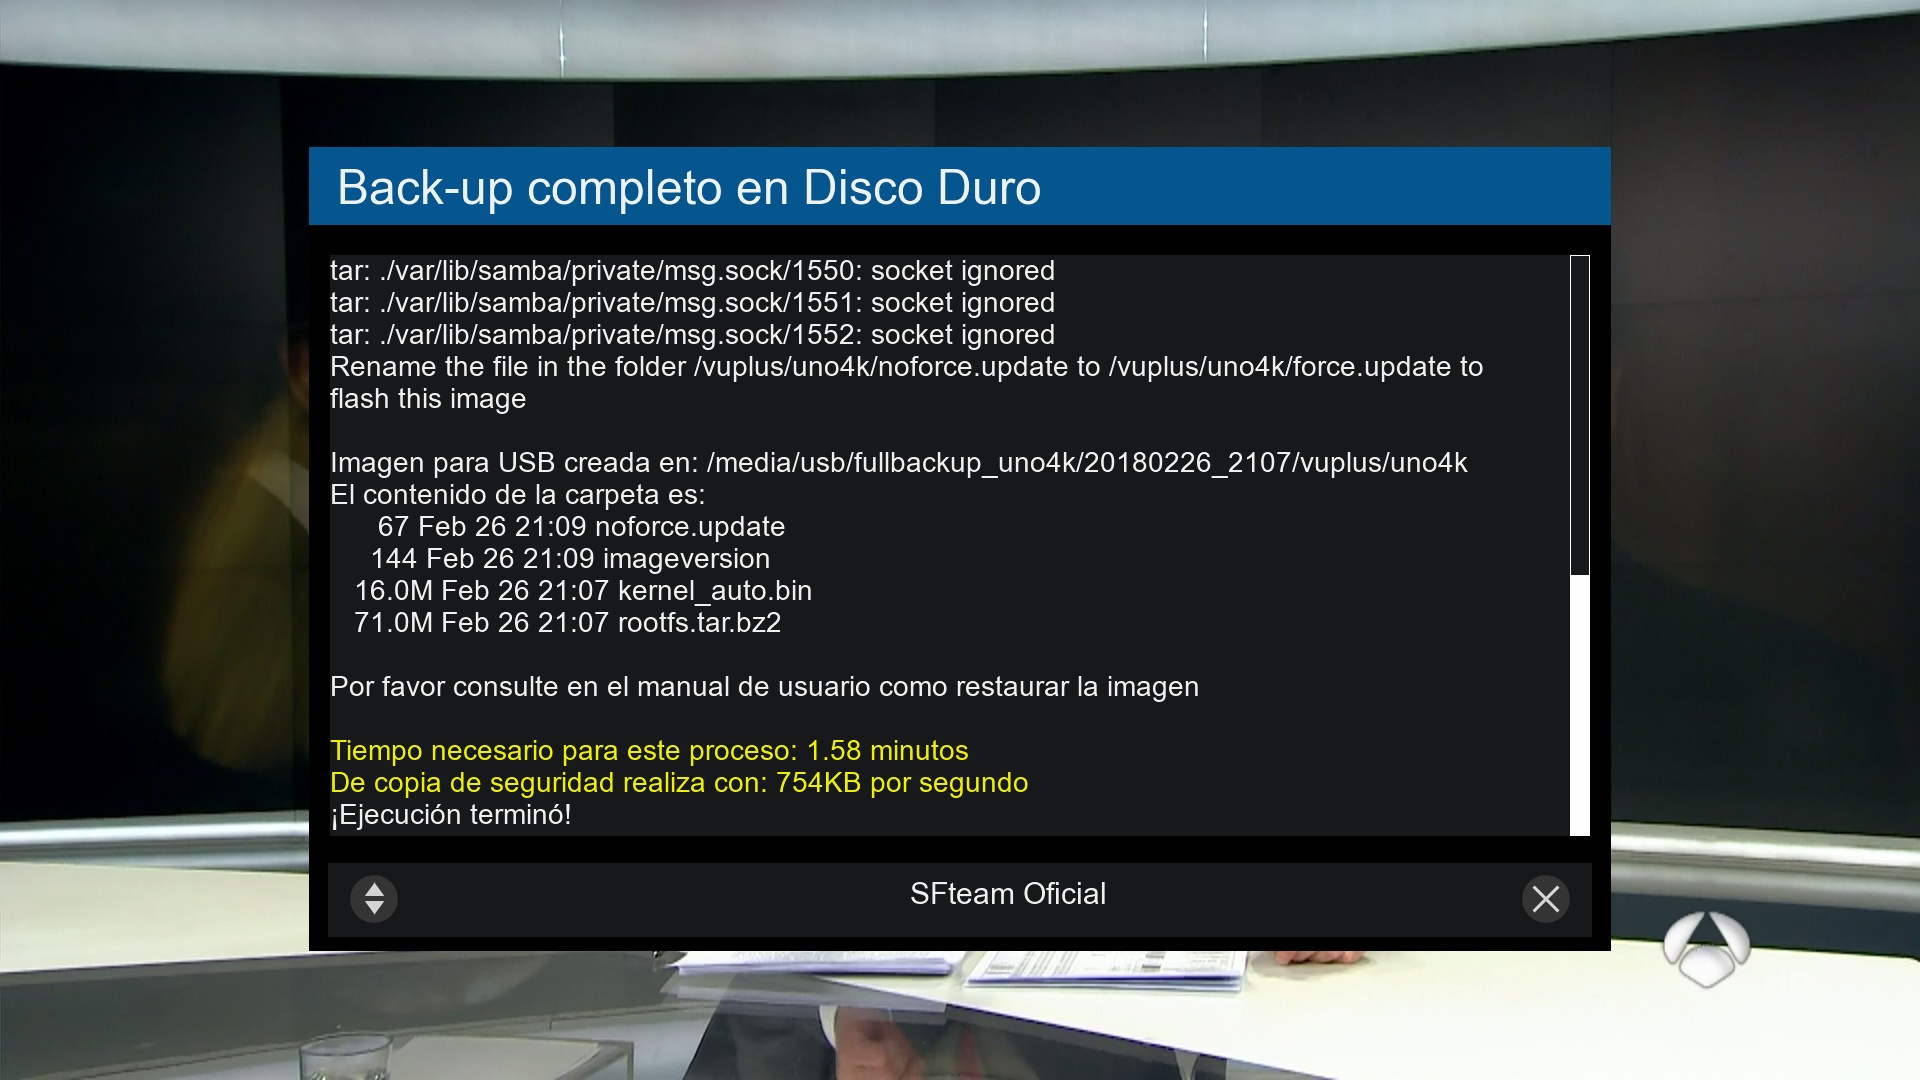 Back-up completo en Disco Duro
tar: ./var/lib/samba/private/msg.sock/1550: socket ignored
tar: ./var/lib/samba/private/msg.sock/1551: socket ignored
tar: ./var/lib/samba/private/msg.sock/1552: socket ignored
Rename the file in the folder /vuplus/uno4k/noforce.update to /vuplus/uno4k/force.update to
flash this image
Imagen para USB creada en: /media/usb/fullbackup_uno4k/20180226_2107/vuplus/uno4k
El contenido de la carpeta es:
67 Feb 26 21:09 noforce.update
144 Feb 26 21:09 imageversion
16.0M Feb 26 21:07 kernel_auto.bin
71.0M Feb 26 21:07 rootfs.tar.bz2
Por favor consulte en el manual de usuario como restaurar la imagen
Tiempo necesario para este proceso: 1.58 minutos
De copia de seguridad realiza con: 754KB por segundo
¡Ejecución terminó!
SFteam Oficial